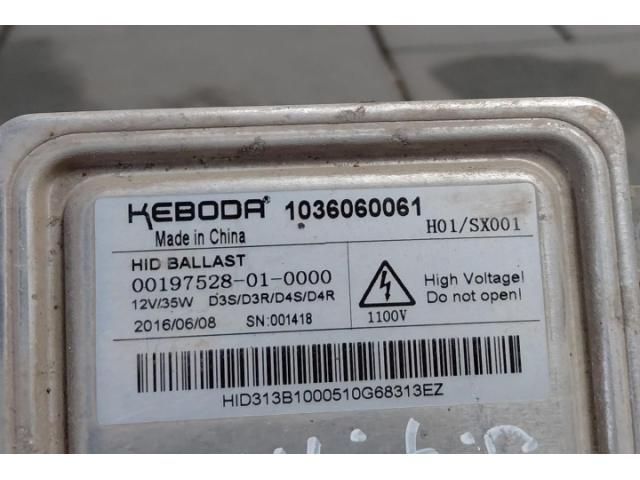 KEBODA® 1036060061
H01/SX001
Made in China
HID BALLAST
00197528-01-0000
12V/35W D3S/D3R/D4S/D4R
2016/06/08 SN:001418
1100V
High Voltage!
Do not open!
HID313B1000510G68313EZ